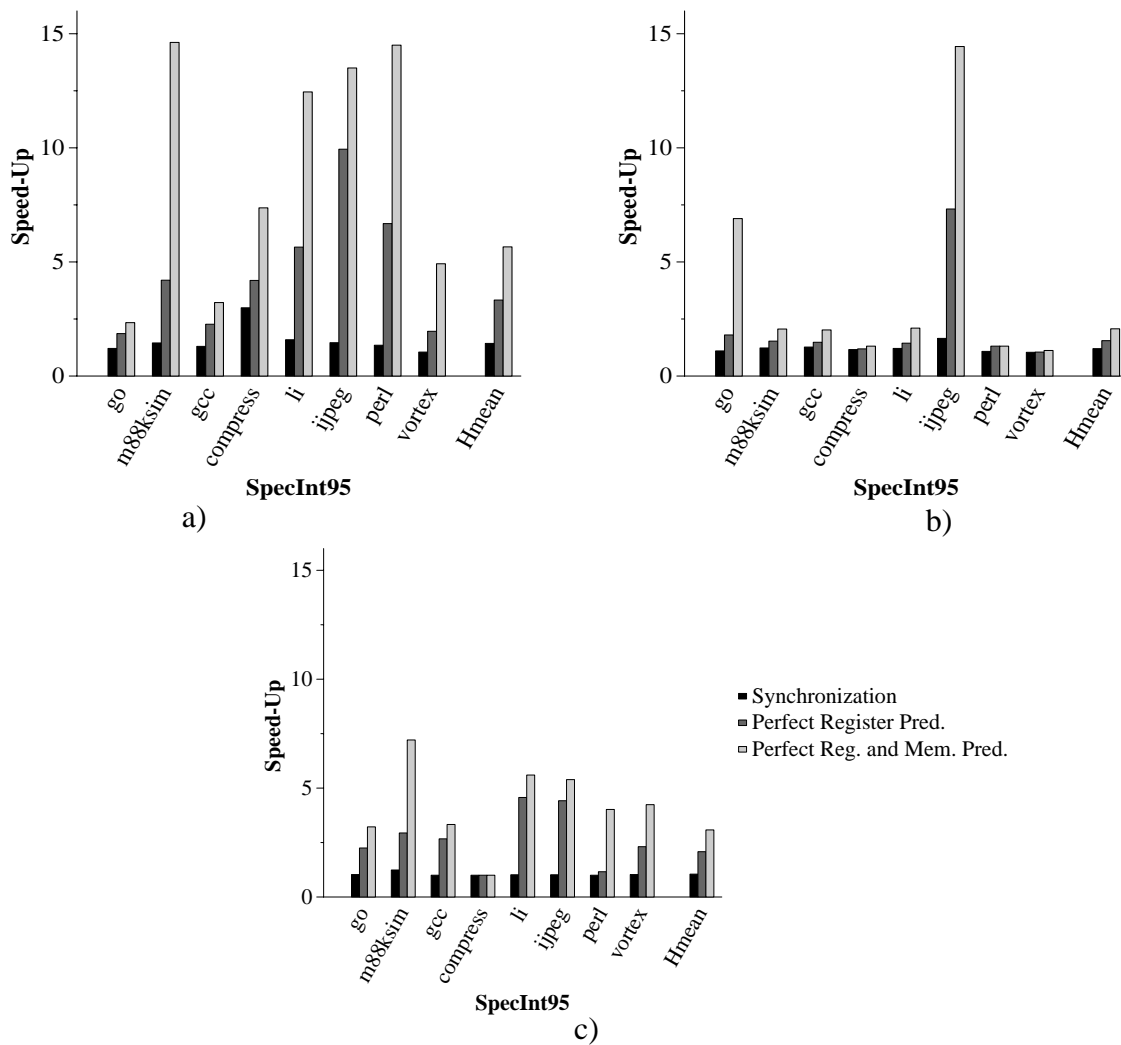 15
10
5
0
Speed-Up
go
m88ksim
gcc
compress
li
ijpeg
perl
vortex
Hmean
SpecInt95
a)
15
10
5
0
Speed-Up
go
m88ksim
gcc
compress
li
ijpeg
perl
vortex
Hmean
SpecInt95
b)
15
10
5
0
Speed-Up
go
m88ksim
gcc
compress
li
ijpeg
perl
vortex
Hmean
SpecInt95
c)
Synchronization
Perfect Register Pred.
Perfect Reg. and Mem. Pred.